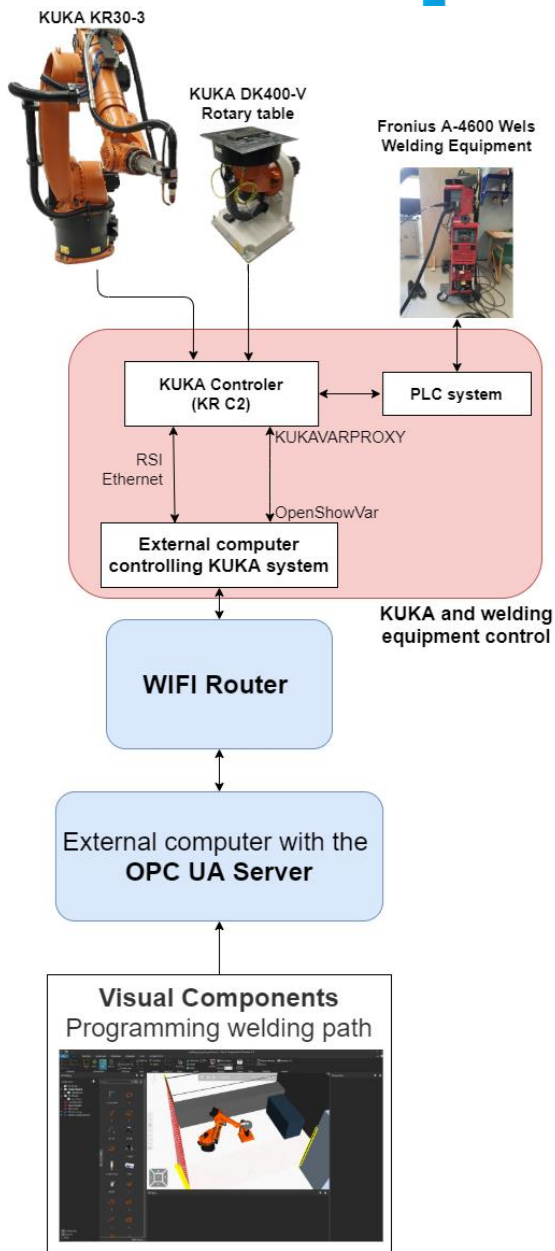 KUKA KR30-3
KUKA DK400-V
Rotary table
Fronius A-4600 Wels
Welding Equipment
KUKA Controler
(KR C2)
PLC system
KUKAVARPROXY
RSI
Ethernet
OpenShowVar
External computer
controlling KUKA system
KUKA and welding
equipment control
WIFI Router
External computer with the
OPC UA Server
Visual Components
Programming welding path